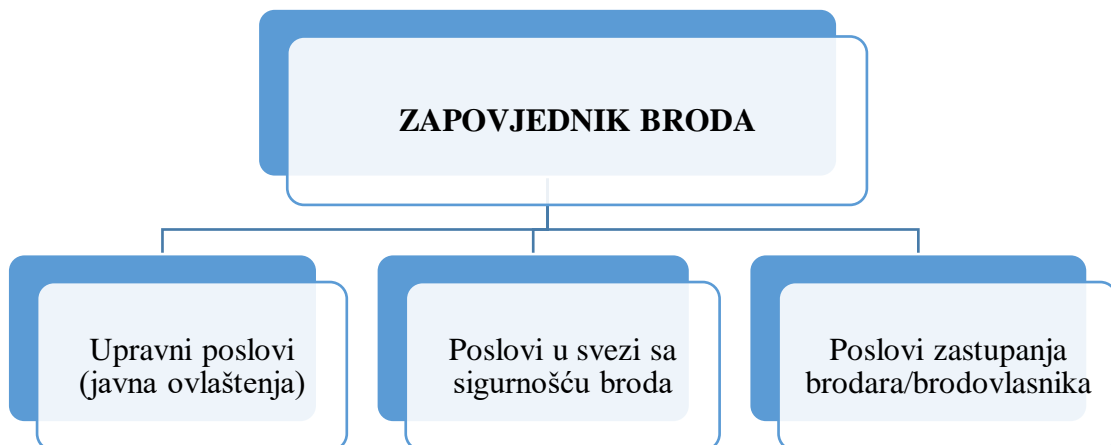 ZAPOVJEDNIK BRODA
Upravni poslovi
(javna ovlaštenja)
Poslovi u svezi sa
sigurnošću broda
Poslovi zastupanja
brodara/brodovlasnika